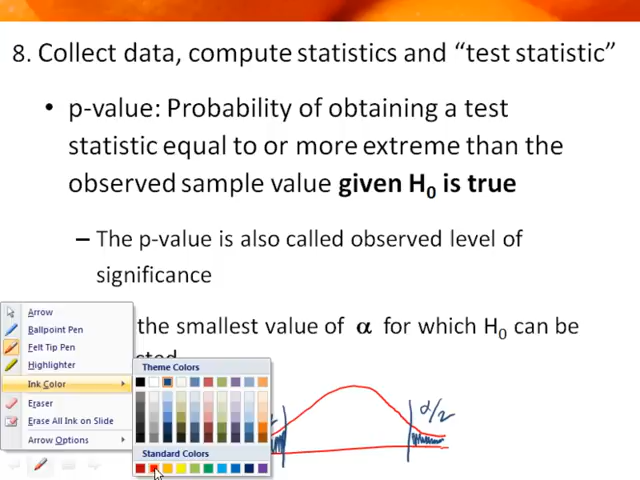 8. Collect data, compute statistics and “test statistic”
• p-value: Probability of obtaining a test
statistic equal to or more extreme than the
observed sample value given H₀ is true
– The p-value is also called observed level of
significance
the smallest value of α for which H₀ can be
Arrow
Ballpoint Pen
Felt Tip Pen
Highlighter
Ink Color
Eraser
Erase All Ink on Slide
Arrow Options
Theme Colors
Standard Colors
α/2